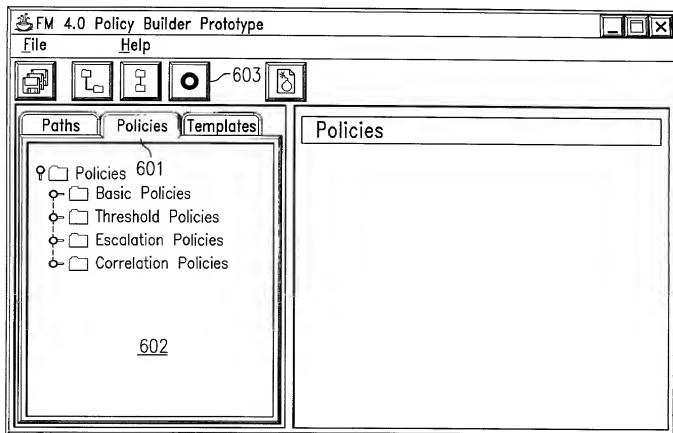 FM 4.0 Policy Builder Prototype
File Help
603
Paths Policies Templates
Policies
601
Policies
Basic Policies
Threshold Policies
Escalation Policies
Correlation Policies
602